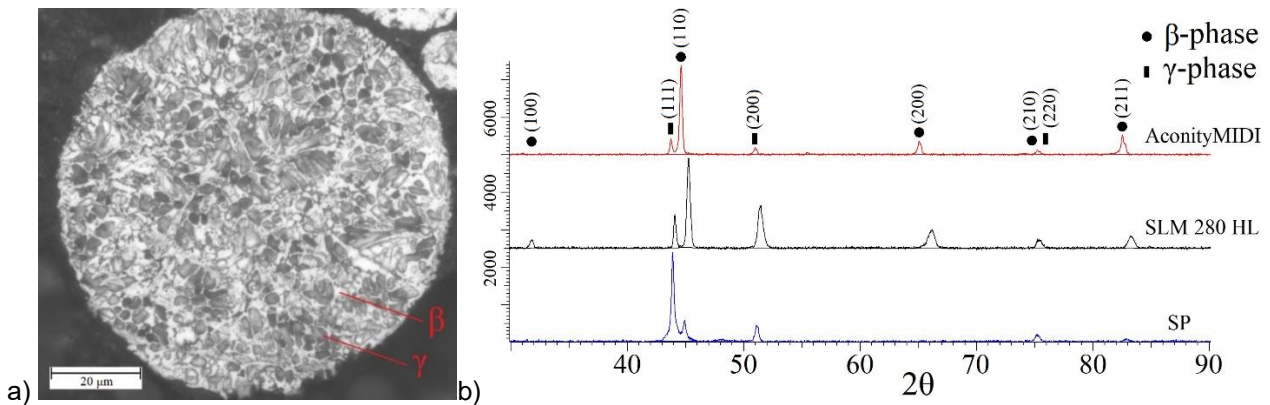 a)
β
γ
20 μm
b)
● β-phase
▮ γ-phase
(100)
(111)
(110)
(200)
(200)
(210)
(220)
(211)
AconityMIDI
SLM 280 HL
SP
6000
4000
2000
40 50 60 70 80 90
2θ